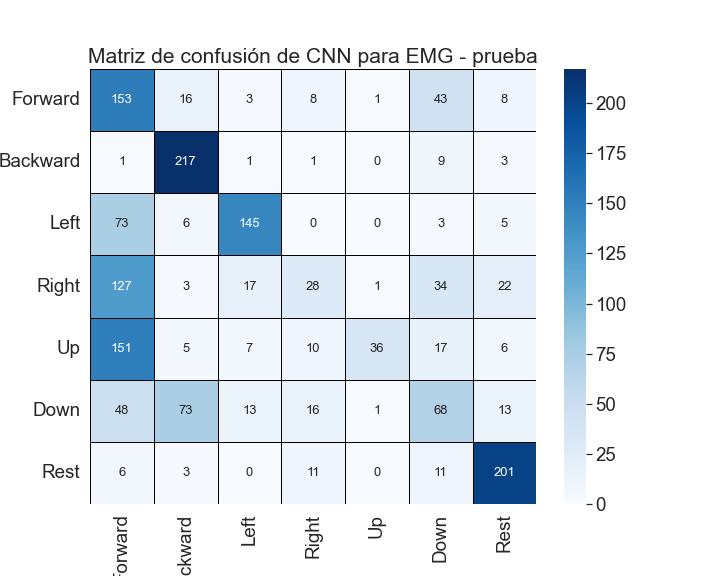 Matriz de confusión de CNN para EMG - prueba
Forward 153 16 3 8 1 43 8
Backward 1 217 1 1 0 9 3
Left 73 6 145 0 0 3 5
Right 127 3 17 28 1 34 22
Up 151 5 7 10 36 17 6
Down 48 73 13 16 1 68 13
Rest 6 3 0 11 0 11 201
Forward
ckward
Left
Right
Up
Down
Rest
200
175
150
125
100
75
50
25
0